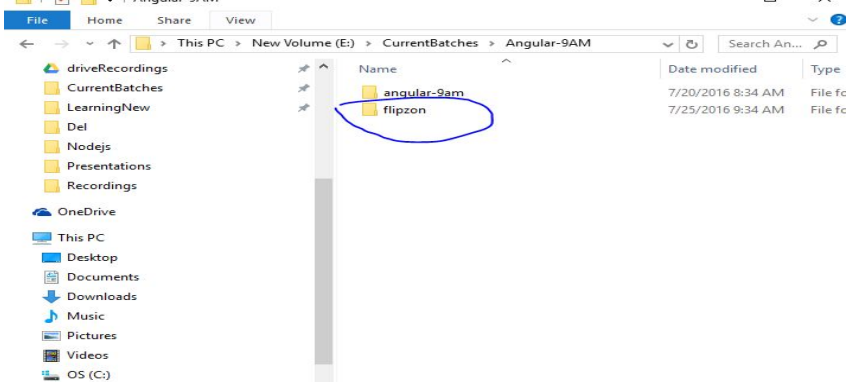 Angular-9AM
File Home Share View
This PC > New Volume (E:) > CurrentBatches > Angular-9AM Search An...
driveRecordings
CurrentBatches
LearningNew
Del
Nodejs
Presentations
Recordings
OneDrive
This PC
Desktop
Documents
Downloads
Music
Pictures
Videos
OS (C:)
Name Date modified Type
angular-9am 7/20/2016 8:34 AM File fo
flipzon 7/25/2016 9:34 AM File fo